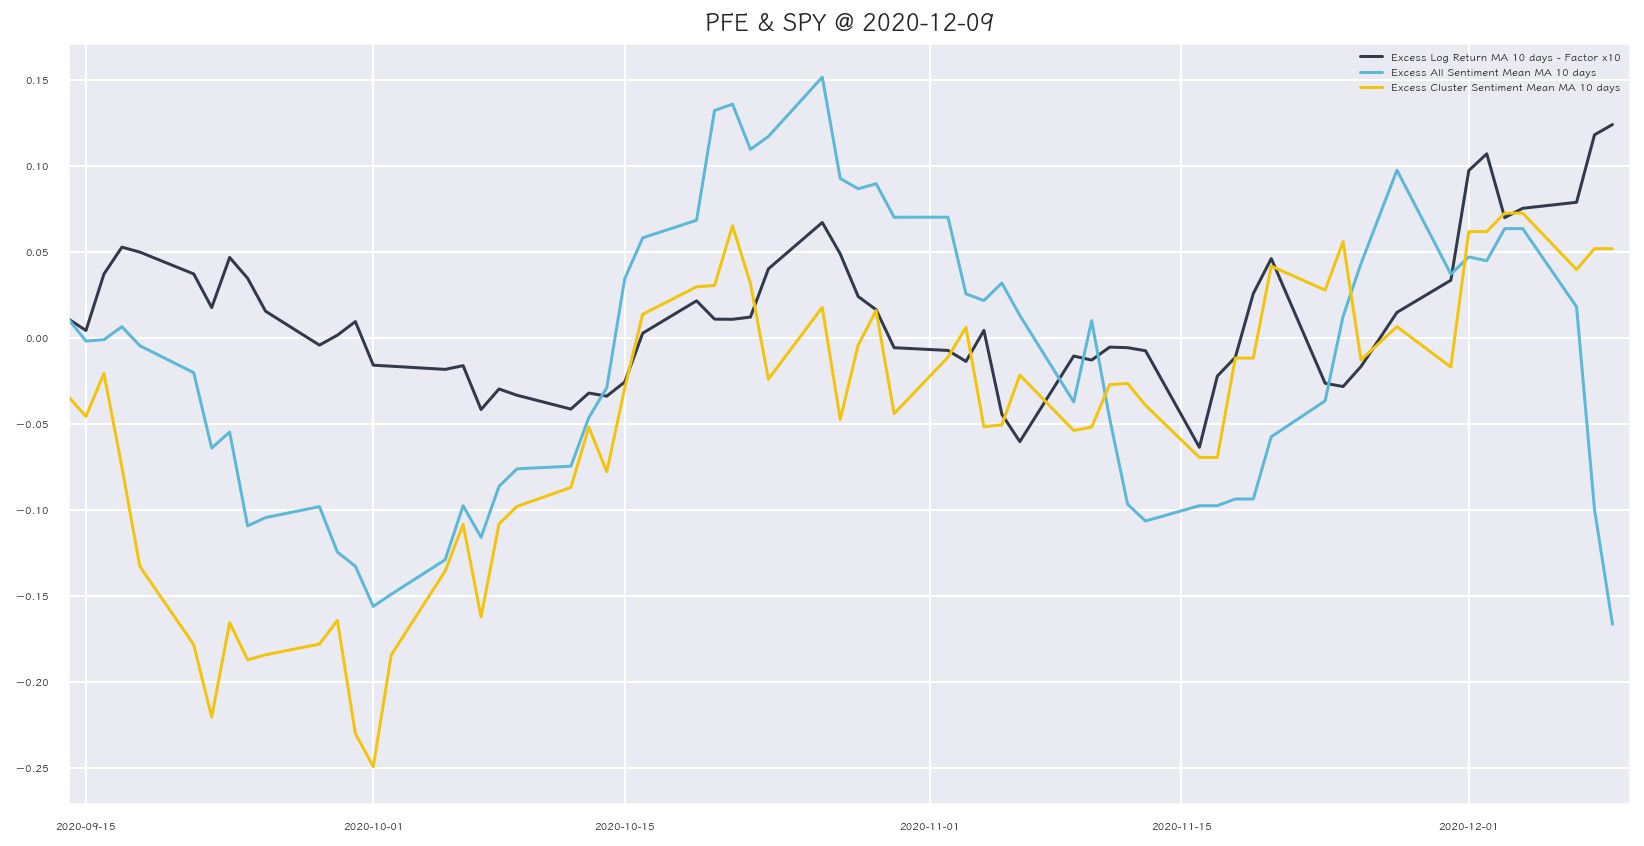 PFE & SPY @ 2020-12-09
Excess Log Return MA 10 days - Factor x10
Excess All Sentiment Mean MA 10 days
Excess Cluster Sentiment Mean MA 10 days
0.15
0.10
0.05
0.00
−0.05
−0.10
−0.15
−0.20
−0.25
2020-09-15 2020-10-01 2020-10-15 2020-11-01 2020-11-15 2020-12-01